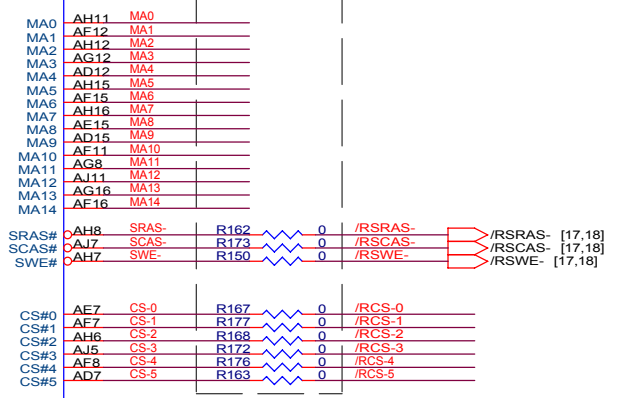 MA0 AH11 MA0
MA1 AF12 MA1
MA2 AH12 MA2
MA3 AG12 MA3
MA4 AD12 MA4
MA5 AH15 MA5
MA6 AF15 MA6
MA7 AH16 MA7
MA8 AE15 MA8
MA9 AD15 MA9
MA10 AF11 MA10
MA11 AG8 MA11
MA12 AJ11 MA12
MA13 AG16 MA13
MA14 AF16 MA14
SRAS# AH8 SRAS- R162 0 /RSRAS- /RSRAS- [17,18]
SCAS# AJ7 SCAS- R173 0 /RSCAS- /RSCAS- [17,18]
SWE# AH7 SWE- R150 0 /RSWE- /RSWE- [17,18]
CS#0 AE7 CS-0 R167 0 /RCS-0
CS#1 AF7 CS-1 R177 0 /RCS-1
CS#2 AH6 CS-2 R168 0 /RCS-2
CS#3 AJ5 CS-3 R172 0 /RCS-3
CS#4 AF8 CS-4 R176 0 /RCS-4
CS#5 AD7 CS-5 R163 0 /RCS-5